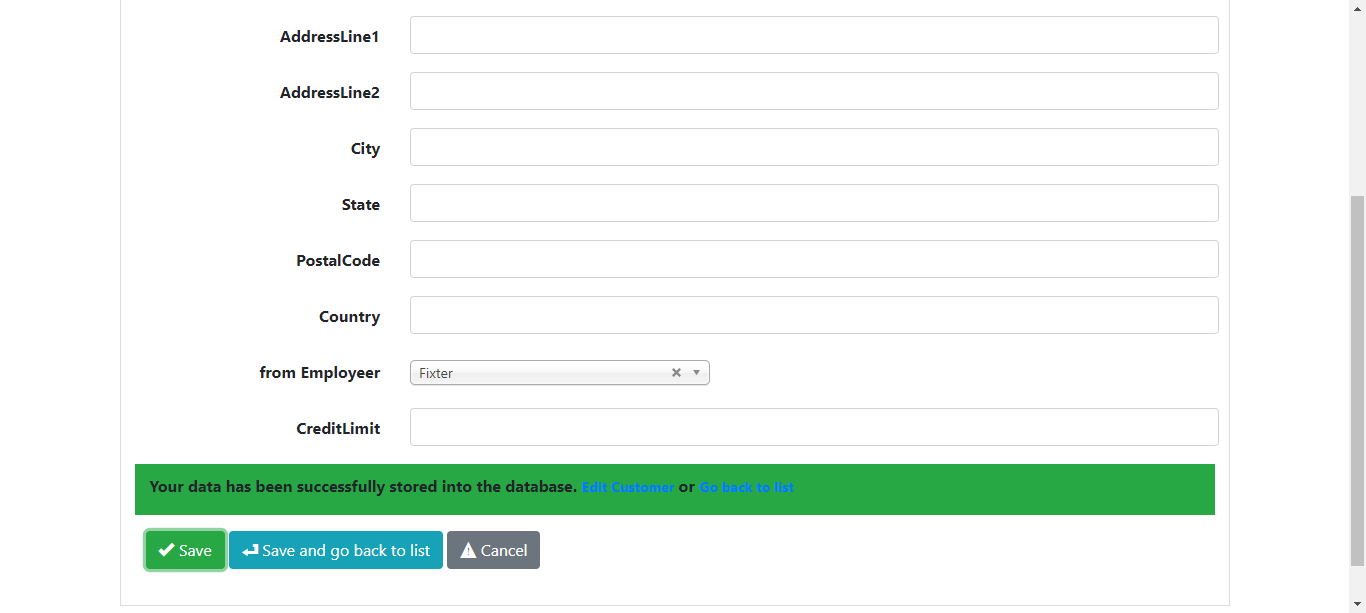 AddressLine1
AddressLine2
City
State
PostalCode
Country
from Employeer
Fixter
CreditLimit
Your data has been successfully stored into the database. Edit Customer or Go back to list
Save
Save and go back to list
Cancel